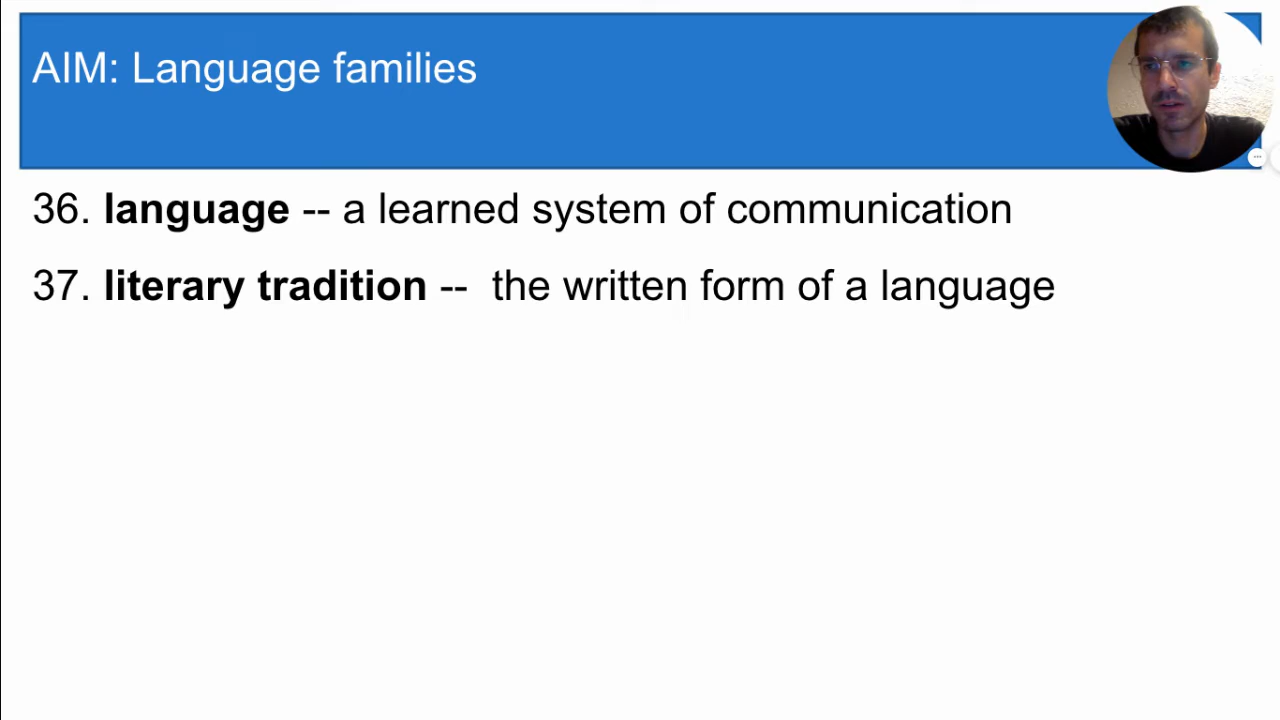 AIM: Language families
36. language -- a learned system of communication
37. literary tradition -- the written form of a language